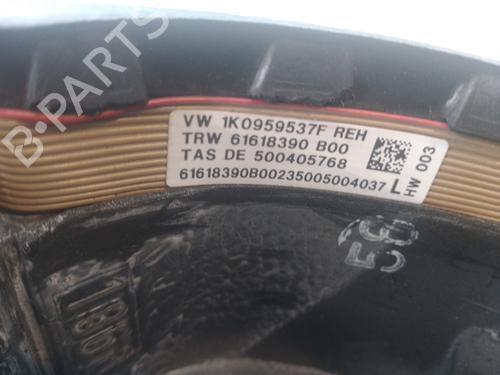 B-PARTS
VW 1K0959537F REH
TRW 61618390 B00
TAS DE 500405768
61618390B00235005004037 L
HW 003